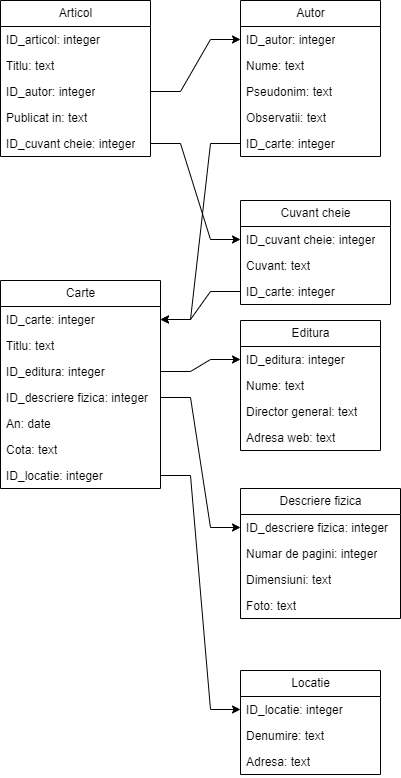 Articol
ID_articol: integer
Titlu: text
ID_autor: integer
Publicat in: text
ID_cuvant cheie: integer
Autor
ID_autor: integer
Nume: text
Pseudonim: text
Observatii: text
ID_carte: integer
Cuvant cheie
ID_cuvant cheie: integer
Cuvant: text
ID_carte: integer
Carte
ID_carte: integer
Titlu: text
ID_editura: integer
ID_descriere fizica: integer
An: date
Cota: text
ID_locatie: integer
Editura
ID_editura: integer
Nume: text
Director general: text
Adresa web: text
Descriere fizica
ID_descriere fizica: integer
Numar de pagini: integer
Dimensiuni: text
Foto: text
Locatie
ID_locatie: integer
Denumire: text
Adresa: text